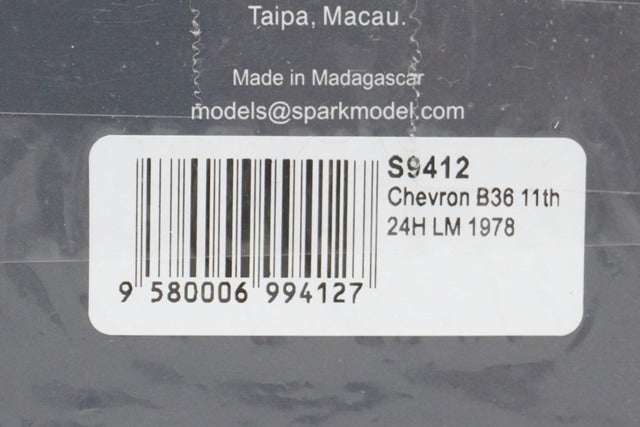 Taipa, Macau.
Made in Madagascar
models@sparkmodel.com
S9412
Chevron B36 11th
24H LM 1978
9 580006 994127